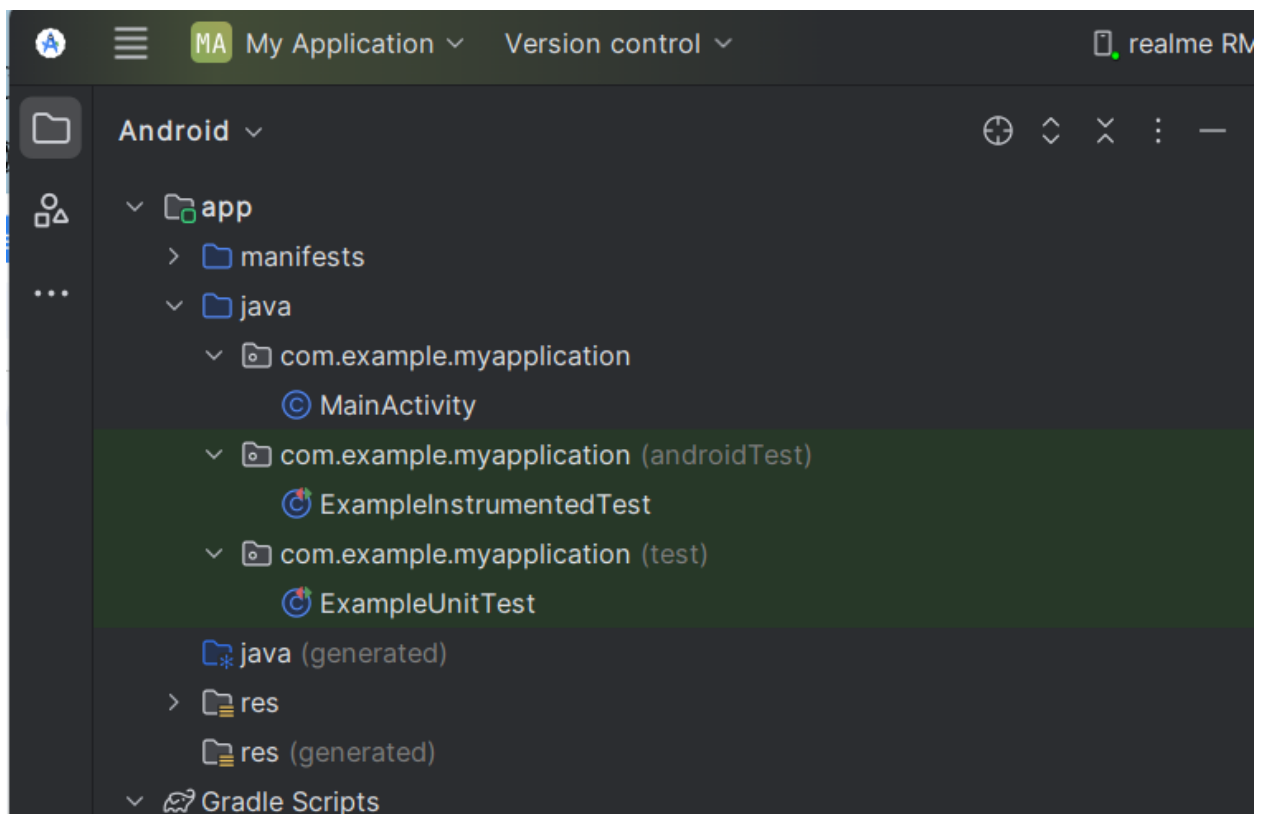 MA My Application Version control realme RM
Android
app
manifests
java
com.example.myapplication
MainActivity
com.example.myapplication (androidTest)
ExampleInstrumentedTest
com.example.myapplication (test)
ExampleUnitTest
java (generated)
res
res (generated)
Gradle Scripts